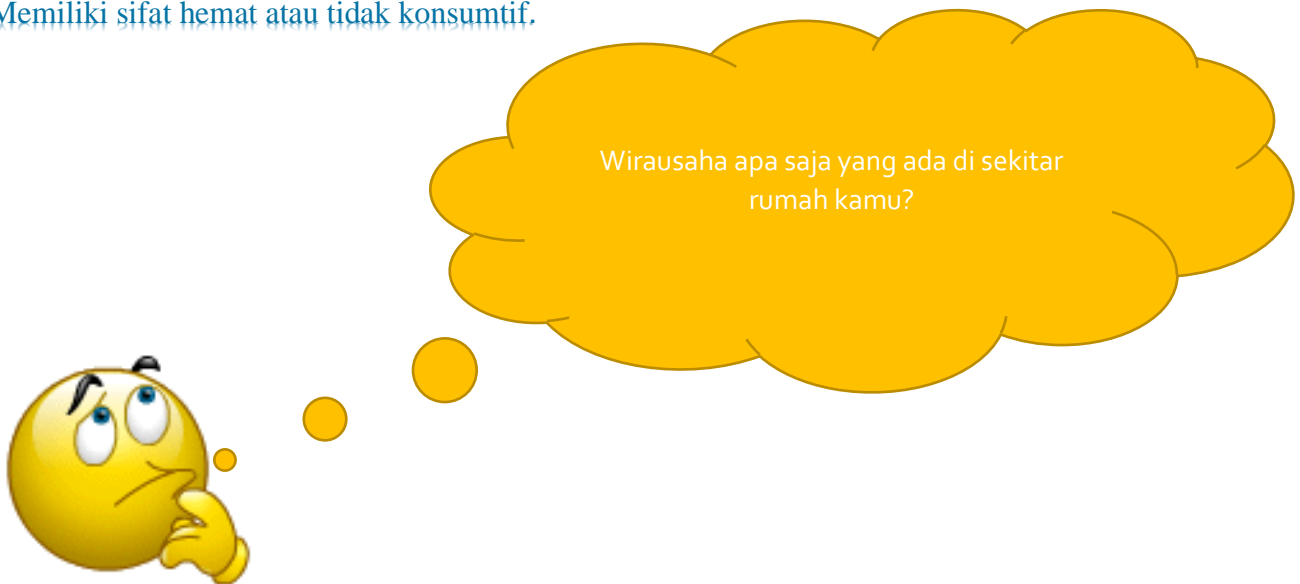 Memiliki sifat hemat atau tidak konsumtif.
Wirausaha apa saja yang ada di sekitar
rumah kamu?